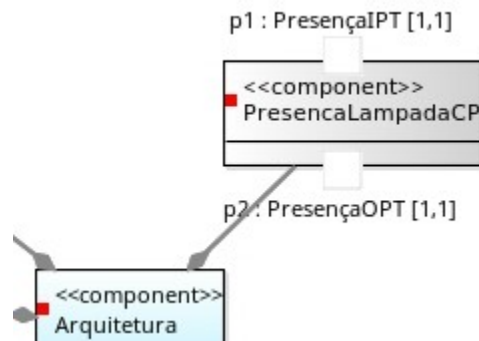 p1 : PresençaIPT [1,1]
<<component>>
PresencaLampadaCP
p2 : PresençaOPT [1,1]
<<component>>
Arquitetura